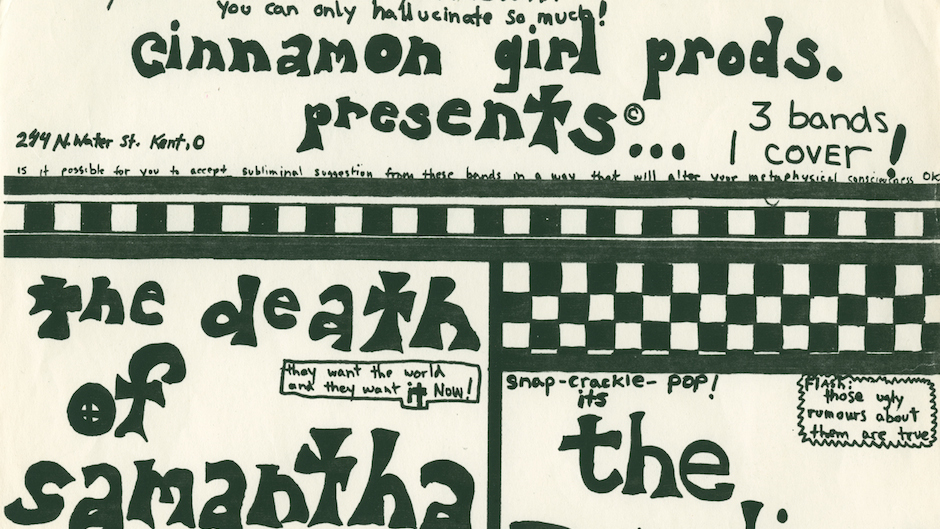 you can only hallucinate so much!
cinnamon girl prods.
presents©...
3 bands
1 COVER!
244 N. Water St. Kent, O
is it possible for you to accept subliminal suggestion from these bands in a way that will alter your metaphysical consciousness OK
the death
of
samantha
they want the world
and they want it Now!
snap-crackle-POP!
its
the
Flash:
those ugly
rumours about
them are true